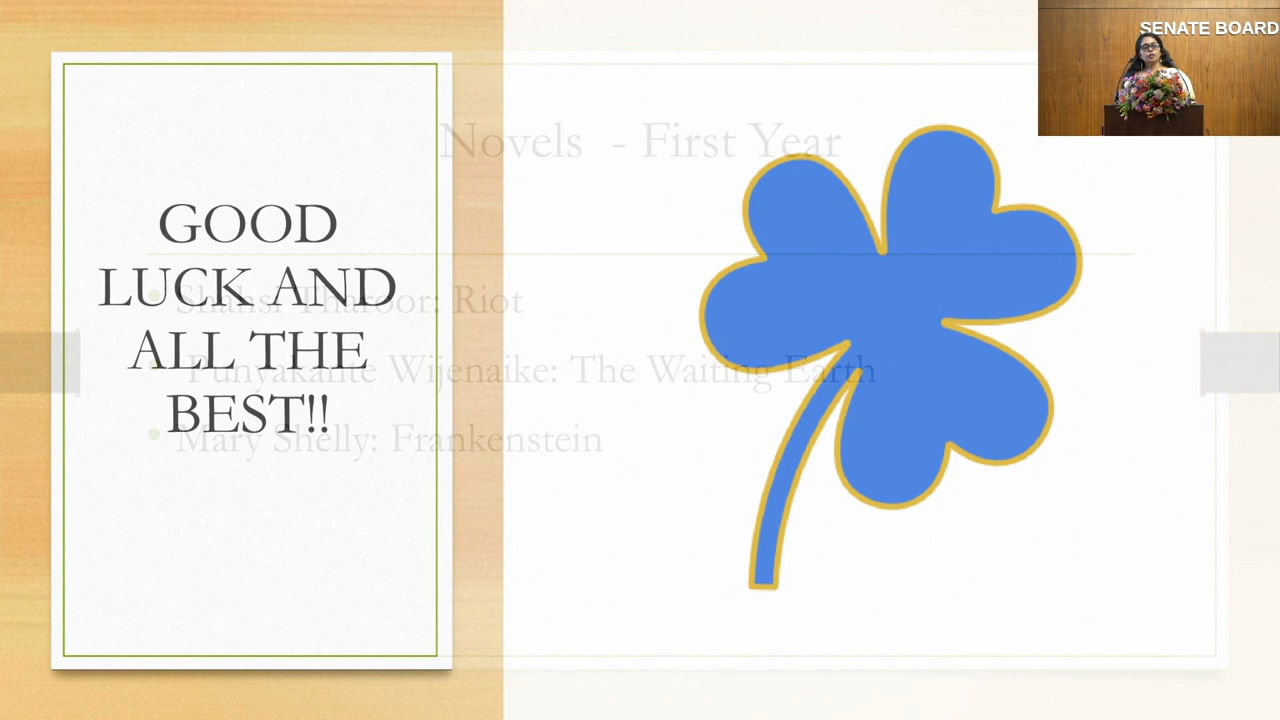 SENATE BOARD
Novels - First Year
GOOD
LUCK AND
ALL THE
BEST!!
Shahsi Tharoor: Riot
Punyakante Wijenaike: The Waiting Earth
Mary Shelly: Frankenstein